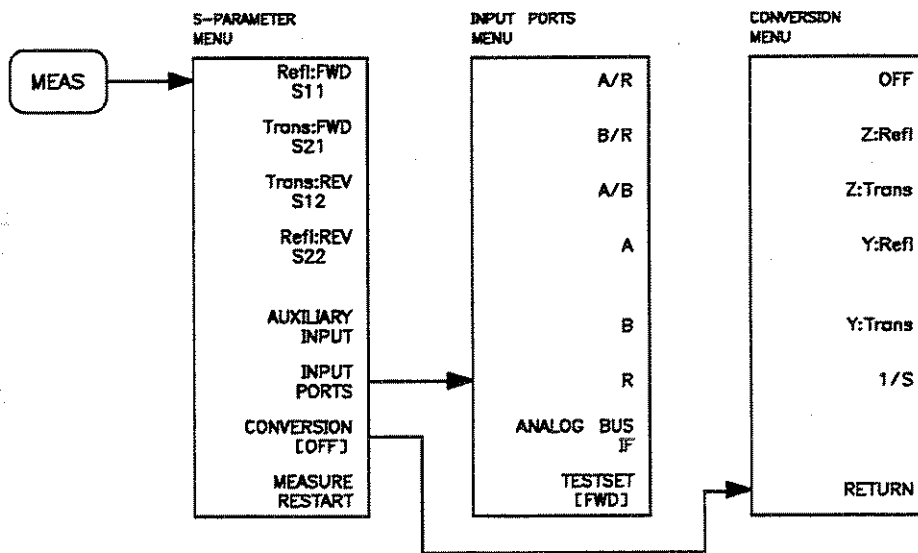 MEAS
S-PARAMETER
MENU
Refl:FWD
S11
Trans:FWD
S21
Trans:REV
S12
Refl:REV
S22
AUXILIARY
INPUT
INPUT
PORTS
CONVERSION
[OFF]
MEASURE
RESTART
INPUT PORTS
MENU
A/R
B/R
A/B
A
B
R
ANALOG BUS
IF
TESTSET
[FWD]
CONVERSION
MENU
OFF
Z:Refl
Z:Trans
Y:Refl
Y:Trans
1/S
RETURN